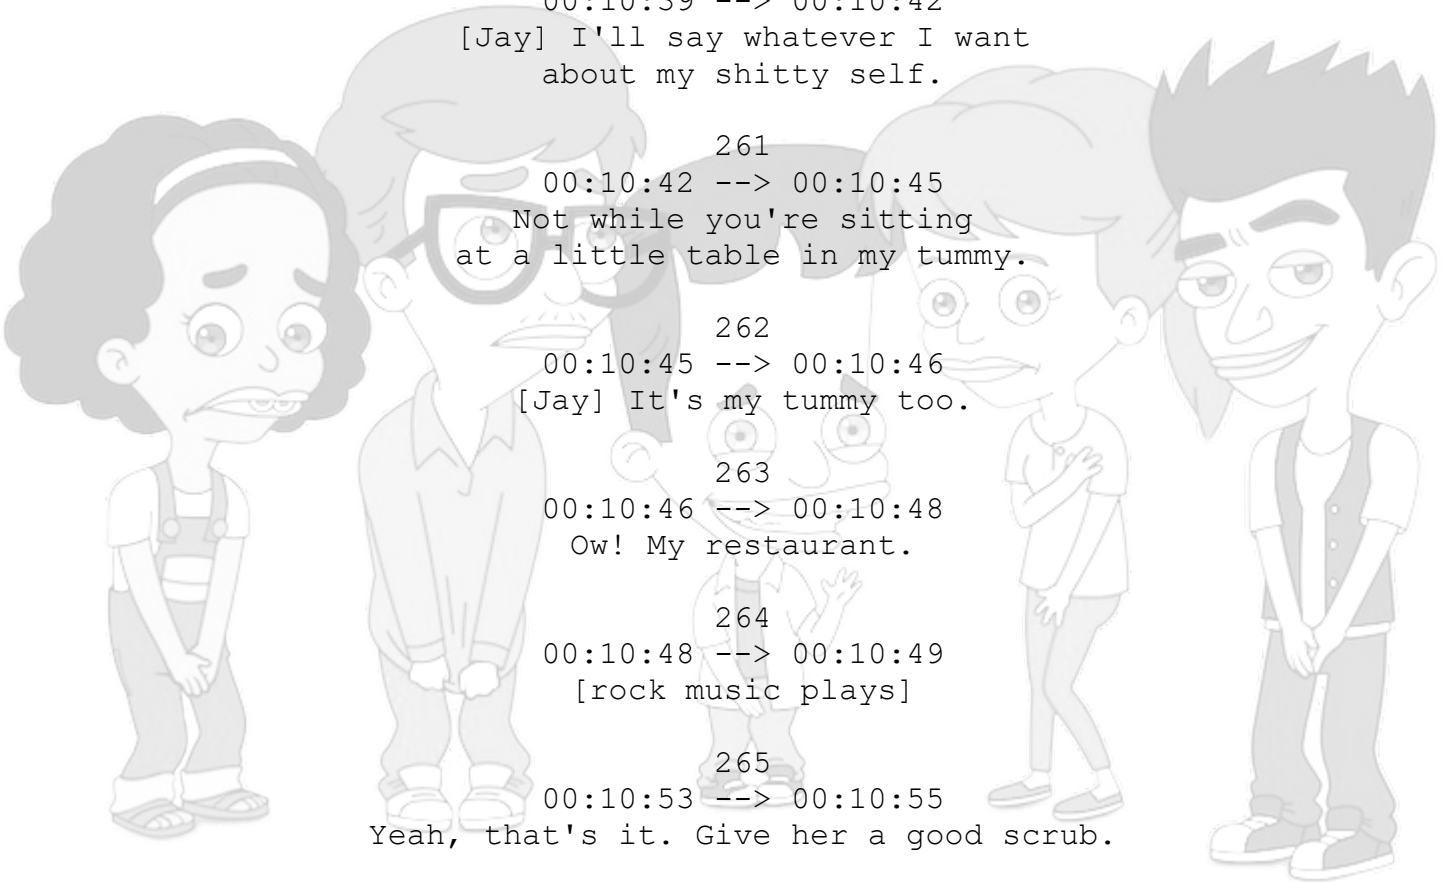 00:10:39 --> 00:10:42
[Jay] I'll say whatever I want
about my shitty self.
261
00:10:42 --> 00:10:45
Not while you're sitting
at a little table in my tummy.
262
00:10:45 --> 00:10:46
[Jay] It's my tummy too.
263
00:10:46 --> 00:10:48
Ow! My restaurant.
264
00:10:48 --> 00:10:49
[rock music plays]
265
00:10:53 --> 00:10:55
Yeah, that's it. Give her a good scrub.